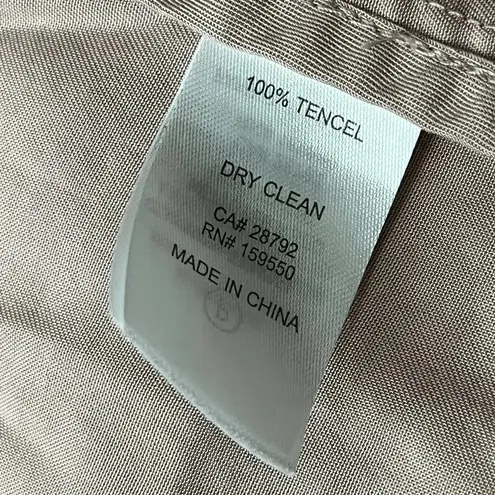 100% TENCEL
DRY CLEAN
CA# 28792
RN# 159550
MADE IN CHINA